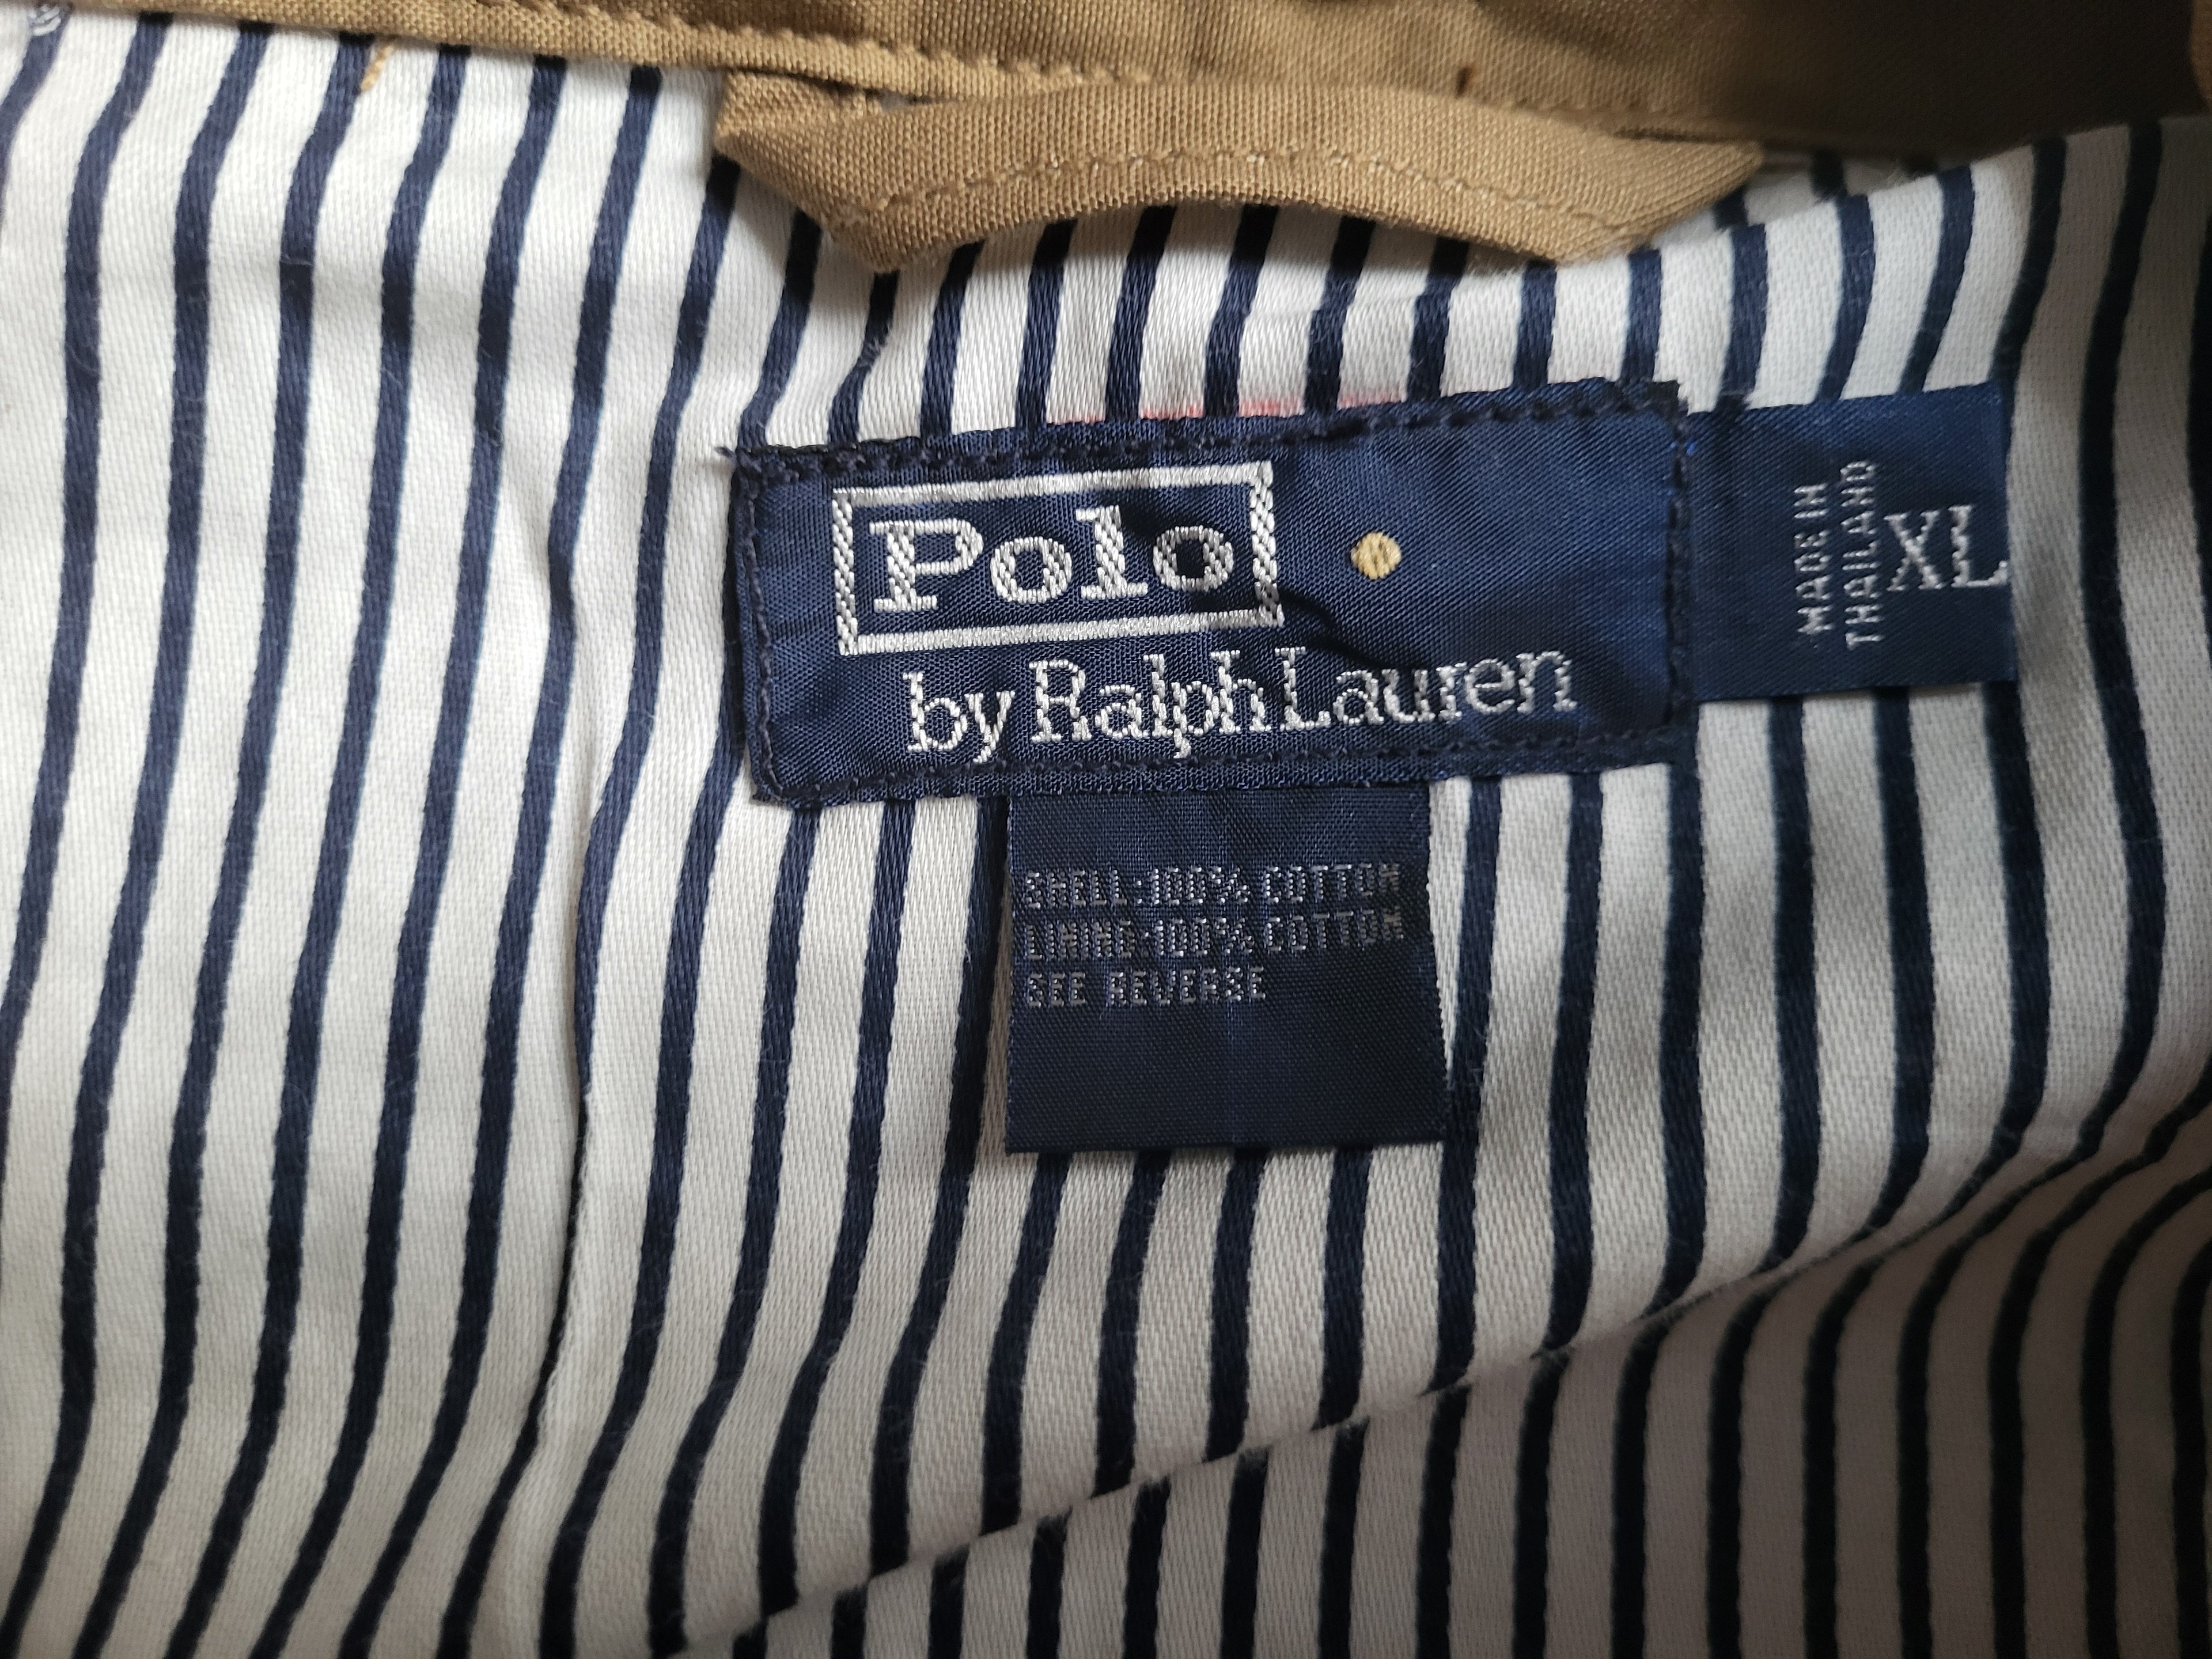 Polo
by Ralph Lauren
MADE IN
THAILAND
XL
SHELL:100% COTTON
LINING:100% COTTON
SEE REVERSE